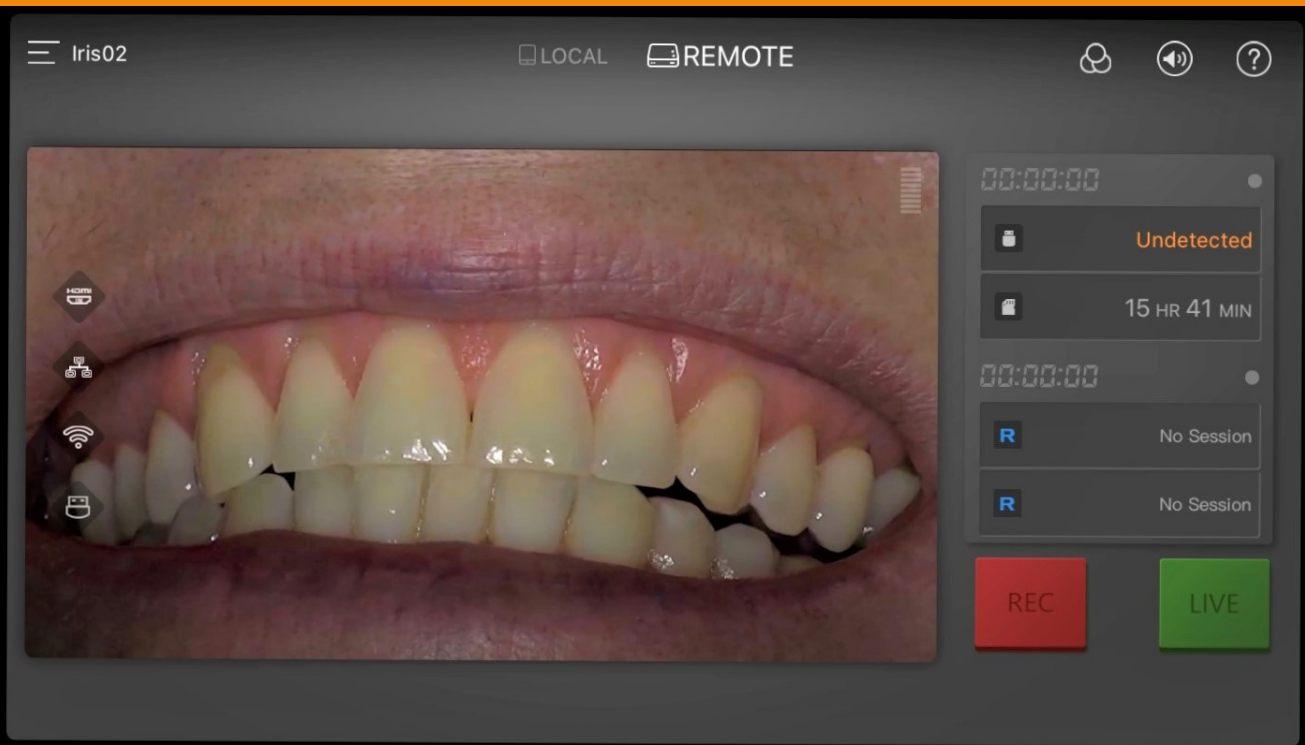 Iris02
LOCAL
REMOTE
?
HDMI
00:00:00
Undetected
15 HR 41 MIN
00:00:00
R
No Session
R
No Session
REC
LIVE